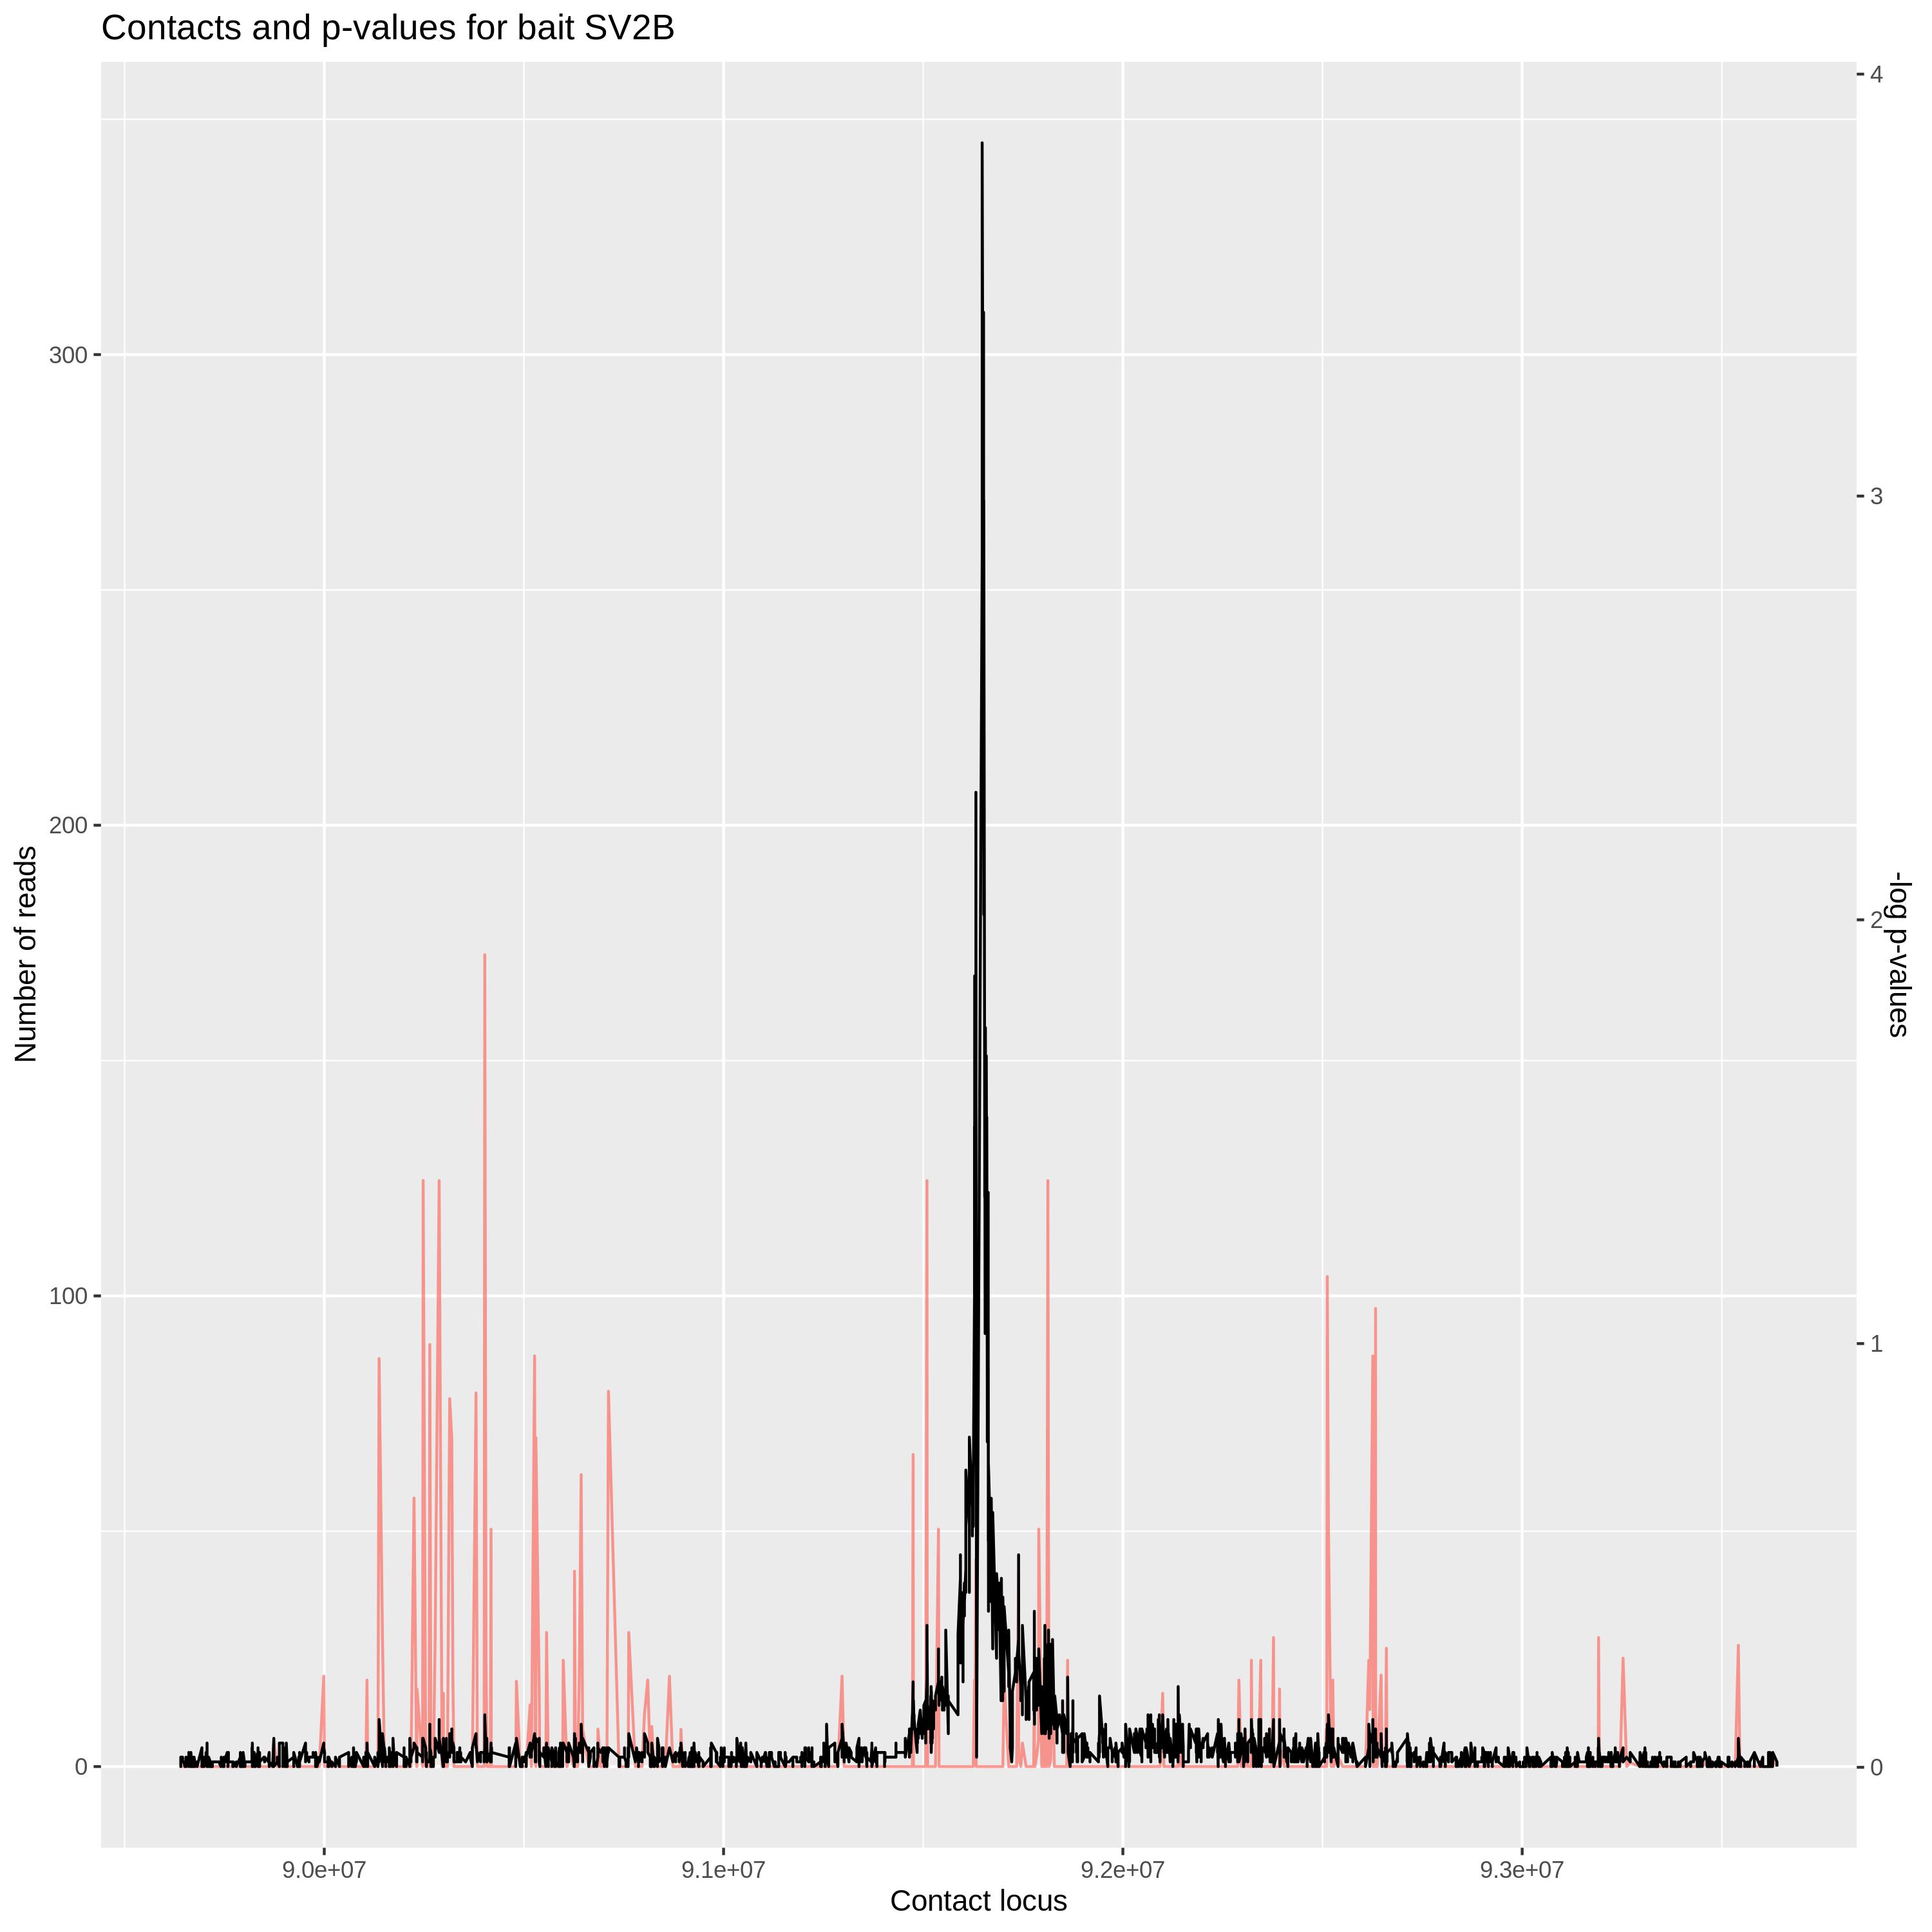 Contacts and p-values for bait SV2B
4
300
3
200
Number of reads
2
-log p-values
100
1
0
0
9.0e+07
9.1e+07
9.2e+07
9.3e+07
Contact locus